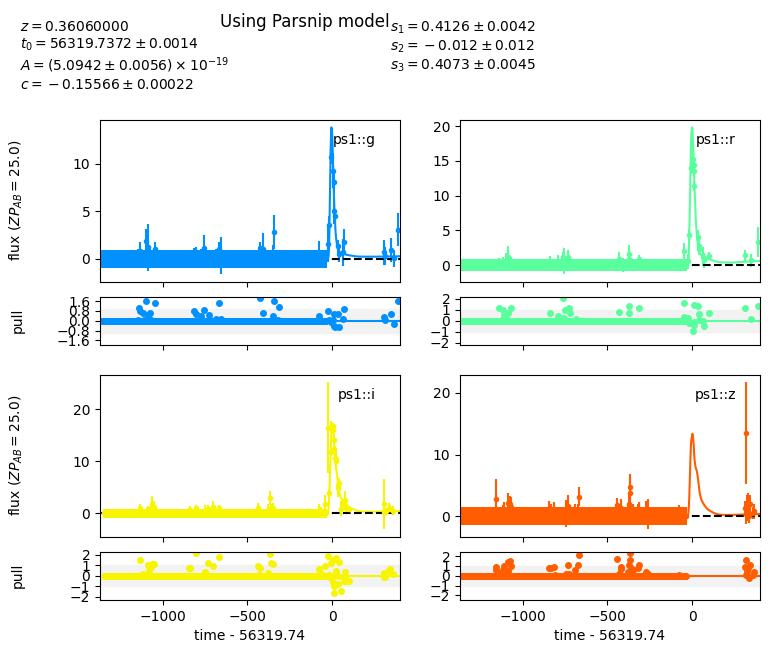 Using Parsnip model
z = 0.36060000
t0 = 56319.7372 ± 0.0014
A = (5.0942 ± 0.0056) × 10^−19
c = −0.15566 ± 0.00022
s1 = 0.4126 ± 0.0042
s2 = −0.012 ± 0.012
s3 = 0.4073 ± 0.0045
flux (ZP_AB = 25.0)
10
5
0
ps1::g
20
15
10
5
0
ps1::r
pull
1.6
0.8
0.0
−0.8
−1.6
2
1
0
−1
−2
flux (ZP_AB = 25.0)
20
10
0
ps1::i
20
10
0
ps1::z
pull
2
1
0
−1
−2
2
1
0
−1
−2
−1000 −500 0
−1000 −500 0
time - 56319.74
time - 56319.74